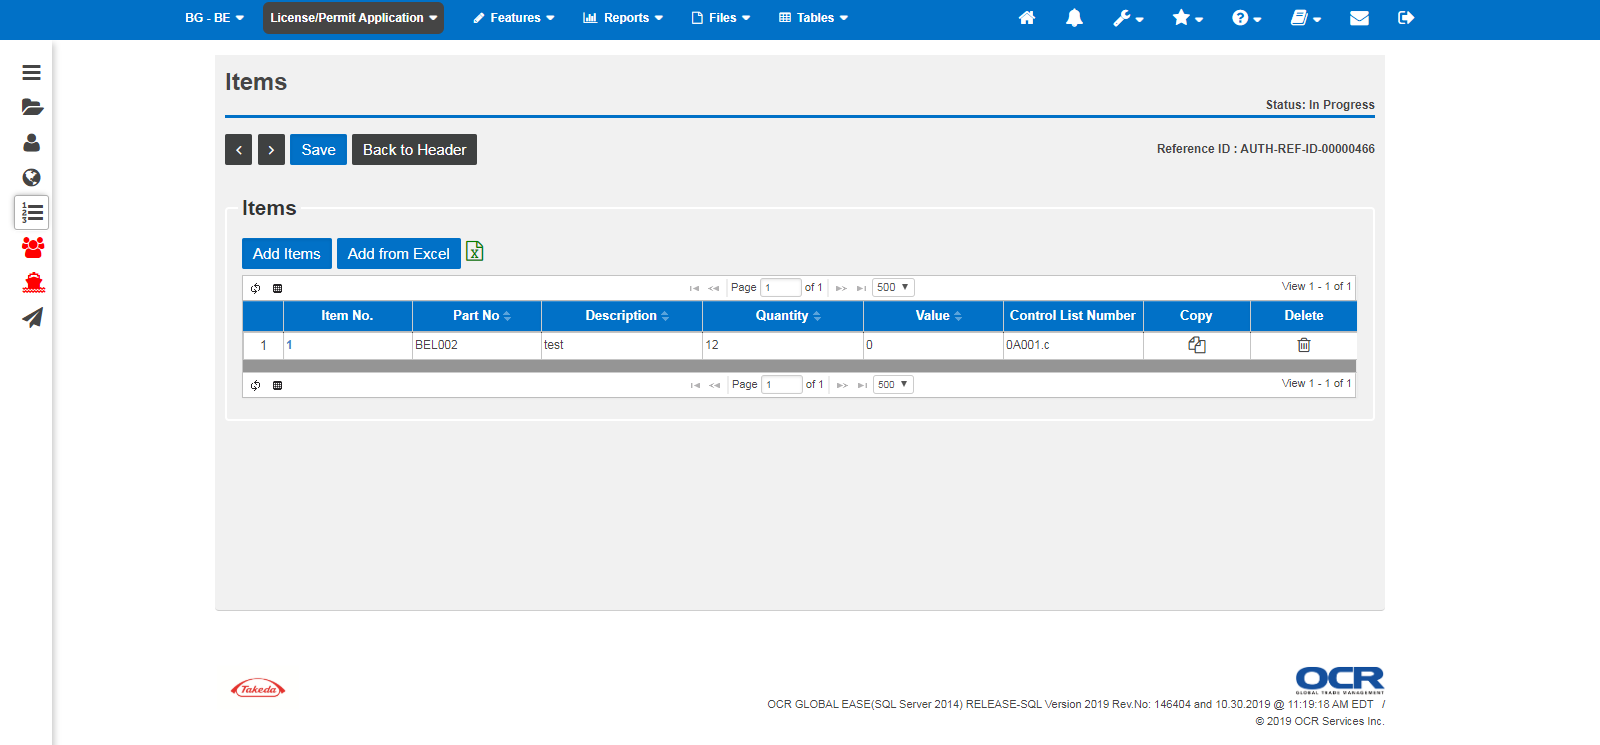 BG - BE License/Permit Application Features Reports Files Tables
Items
Status: In Progress
Save Back to Header Reference ID : AUTH-REF-ID-00000466
Items
Add Items Add from Excel
Page 1 of 1 500 View 1 - 1 of 1
Item No. Part No Description Quantity Value Control List Number Copy Delete
1 1 BEL002 test 12 0 0A001.c
Page 1 of 1 500 View 1 - 1 of 1
Takeda
OCR
GLOBAL TRADE MANAGEMENT
OCR GLOBAL EASE(SQL Server 2014) RELEASE-SQL Version 2019 Rev.No: 146404 and 10.30.2019 @ 11:19:18 AM EDT /
© 2019 OCR Services Inc.